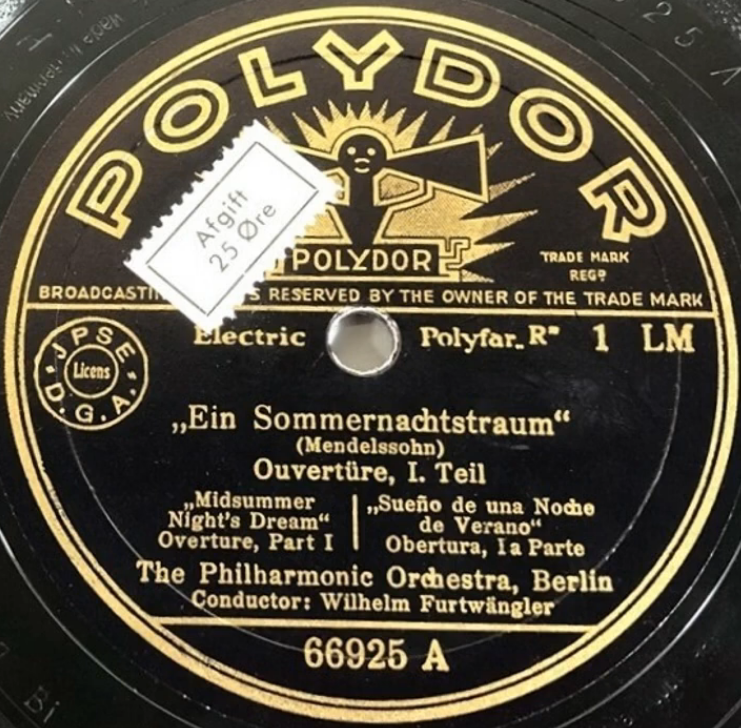 POLYDOR
Afgift
25 Øre
POLYDOR
TRADE MARK
REGD
BROADCASTIN S RESERVED BY THE OWNER OF THE TRADE MARK
Electric Polyfar. R" 1 LM
JPSE
Licens
D.G.A.
„Ein Sommernachtstraum“
(Mendelssohn)
Ouvertüre, I. Teil
„Midsummer
Night's Dream“
Overture, Part I
„Sueño de una Noche
de Verano“
Obertura, Ia Parte
The Philharmonic Orchestra, Berlin
Conductor: Wilhelm Furtwängler
66925 A